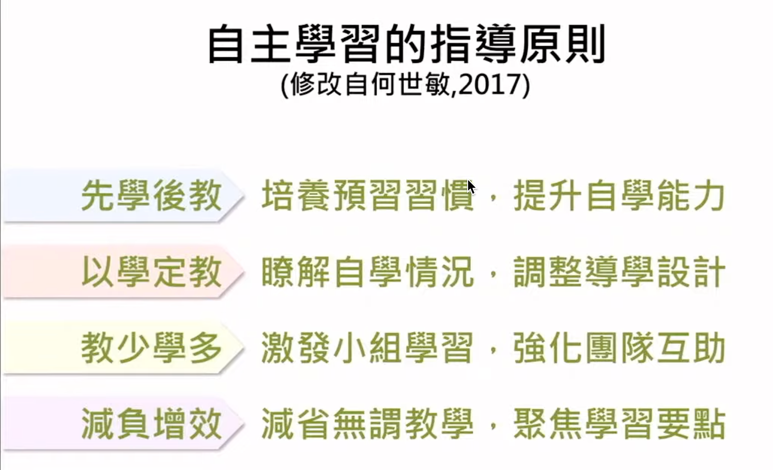 自主學習的指導原則
(修改自何世敏,2017)
先學後教 培養預習習慣，提升自學能力
以學定教 瞭解自學情況，調整導學設計
教少學多 激發小組學習，強化團隊互助
減負增效 減省無謂教學，聚焦學習要點